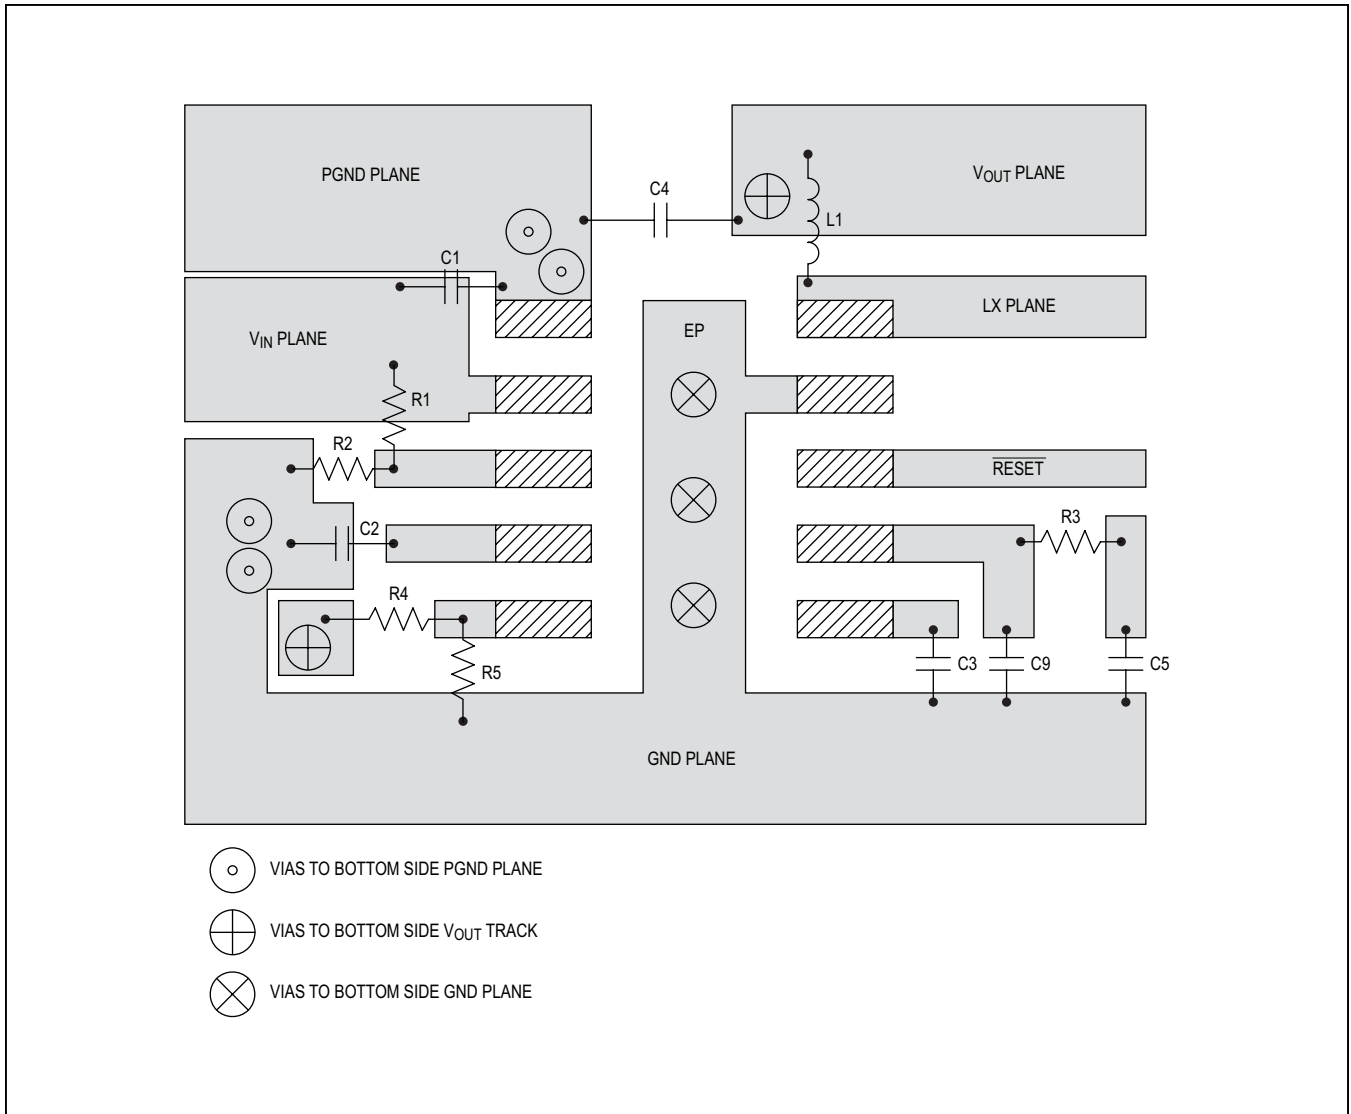 PGND PLANE
VOUT PLANE
C4
L1
C1
LX PLANE
VIN PLANE
EP
R1
R2
RESET
R3
C2
R4
C3
C9
C5
R5
GND PLANE
VIAS TO BOTTOM SIDE PGND PLANE
VIAS TO BOTTOM SIDE VOUT TRACK
VIAS TO BOTTOM SIDE GND PLANE